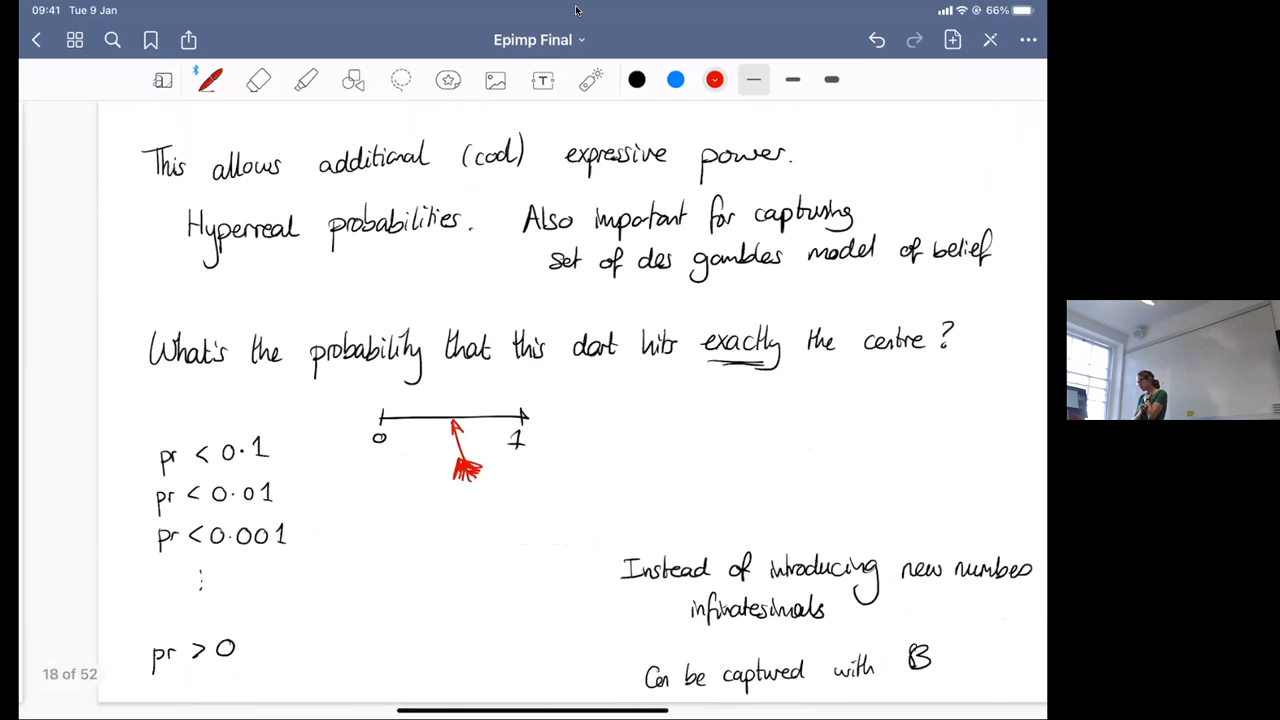 09:41 Tue 9 Jan
66%
Epimp Final
This allows additional (cool) expressive power.
Hyperreal probabilities. Also important for capturing
set of des gambles model of belief
What's the probability that this dart hits exactly the centre?
0 1
pr < 0.1
pr < 0.01
pr < 0.001
⋮
pr > 0
Instead of introducing new numbes
infinatesimals
Can be captured with B
18 of 52